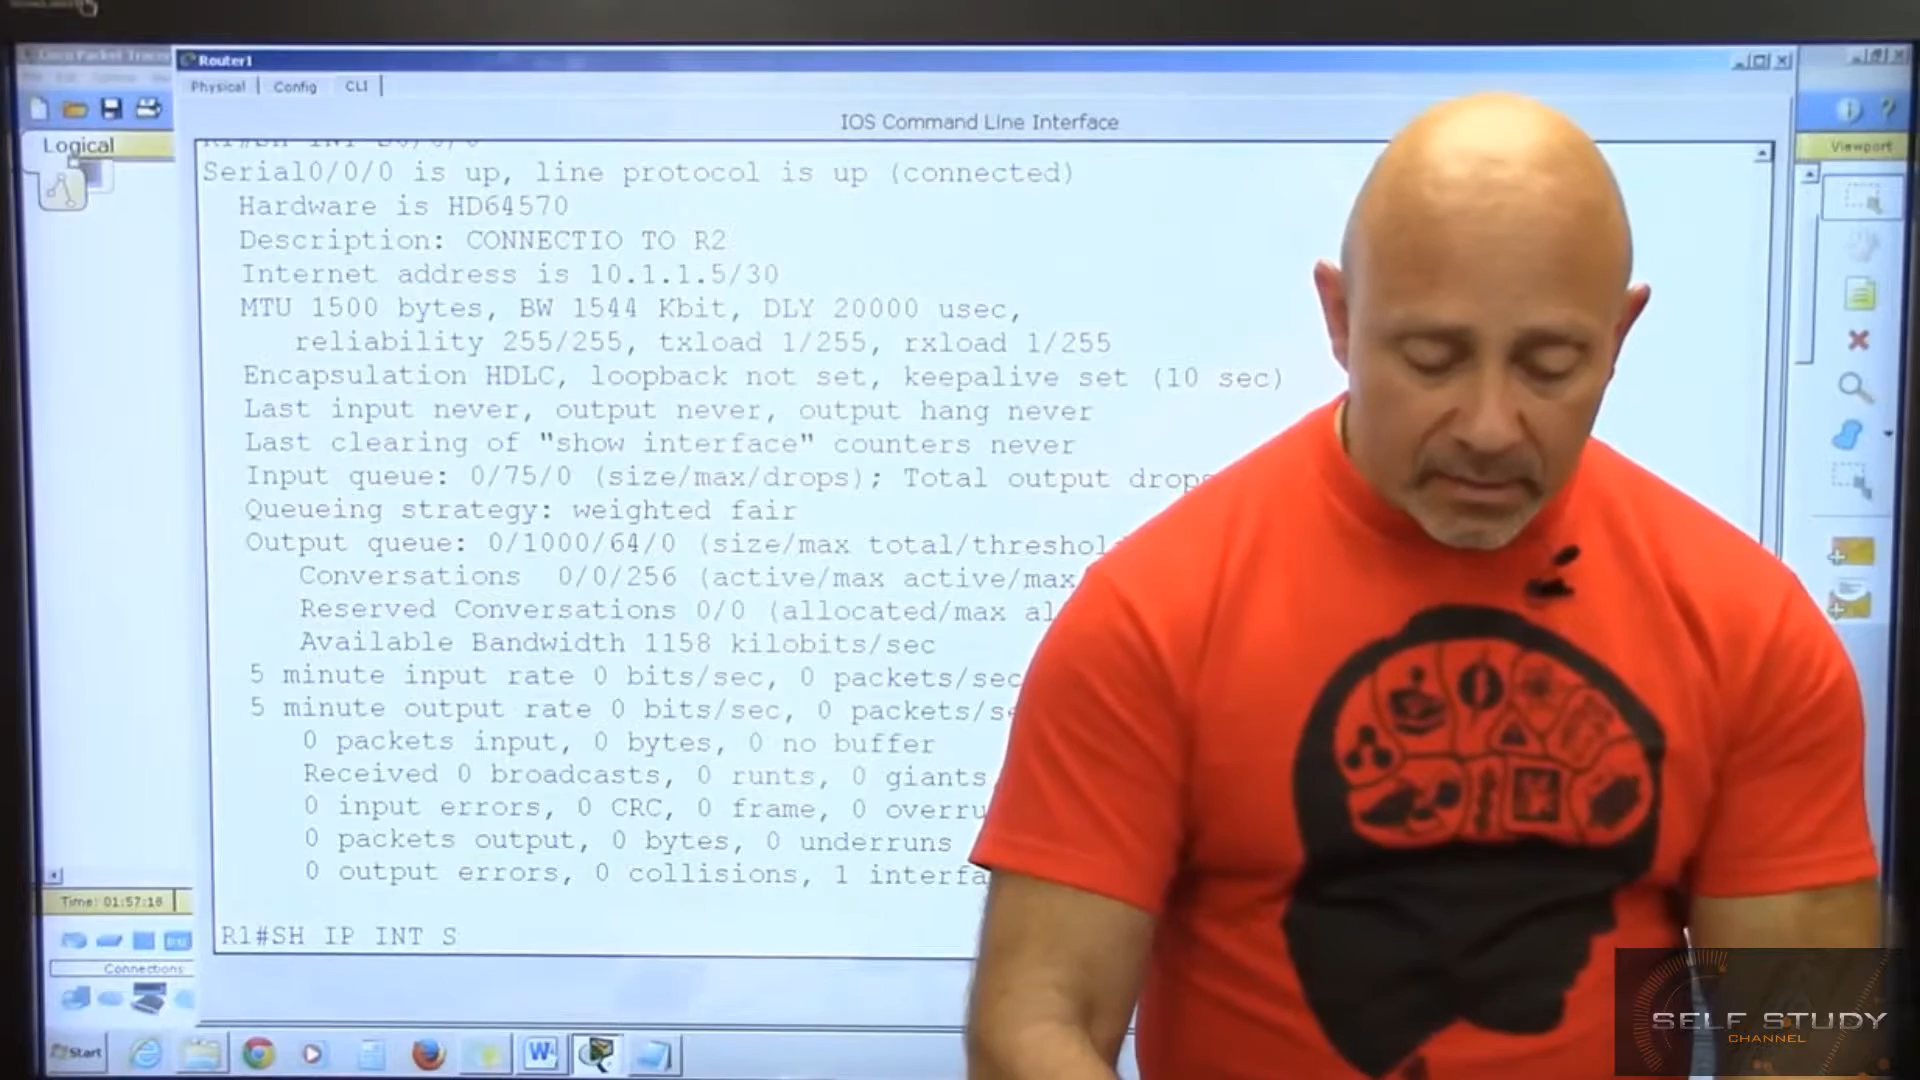 Router1
Physical Config CLI
IOS Command Line Interface
Logical
Viewport
Serial0/0/0 is up, line protocol is up (connected)
Hardware is HD64570
Description: CONNECTIO TO R2
Internet address is 10.1.1.5/30
MTU 1500 bytes, BW 1544 Kbit, DLY 20000 usec,
reliability 255/255, txload 1/255, rxload 1/255
Encapsulation HDLC, loopback not set, keepalive set (10 sec)
Last input never, output never, output hang never
Last clearing of "show interface" counters never
Input queue: 0/75/0 (size/max/drops); Total output drops
Queueing strategy: weighted fair
Output queue: 0/1000/64/0 (size/max total/threshold
Conversations 0/0/256 (active/max active/max
Reserved Conversations 0/0 (allocated/max al
Available Bandwidth 1158 kilobits/sec
5 minute input rate 0 bits/sec, 0 packets/sec
5 minute output rate 0 bits/sec, 0 packets/se
0 packets input, 0 bytes, 0 no buffer
Received 0 broadcasts, 0 runts, 0 giants
0 input errors, 0 CRC, 0 frame, 0 overru
0 packets output, 0 bytes, 0 underruns
0 output errors, 0 collisions, 1 interfa
Time: 01:57:16
R1#SH IP INT S
Connections
Start
SELF STUDY
CHANNEL